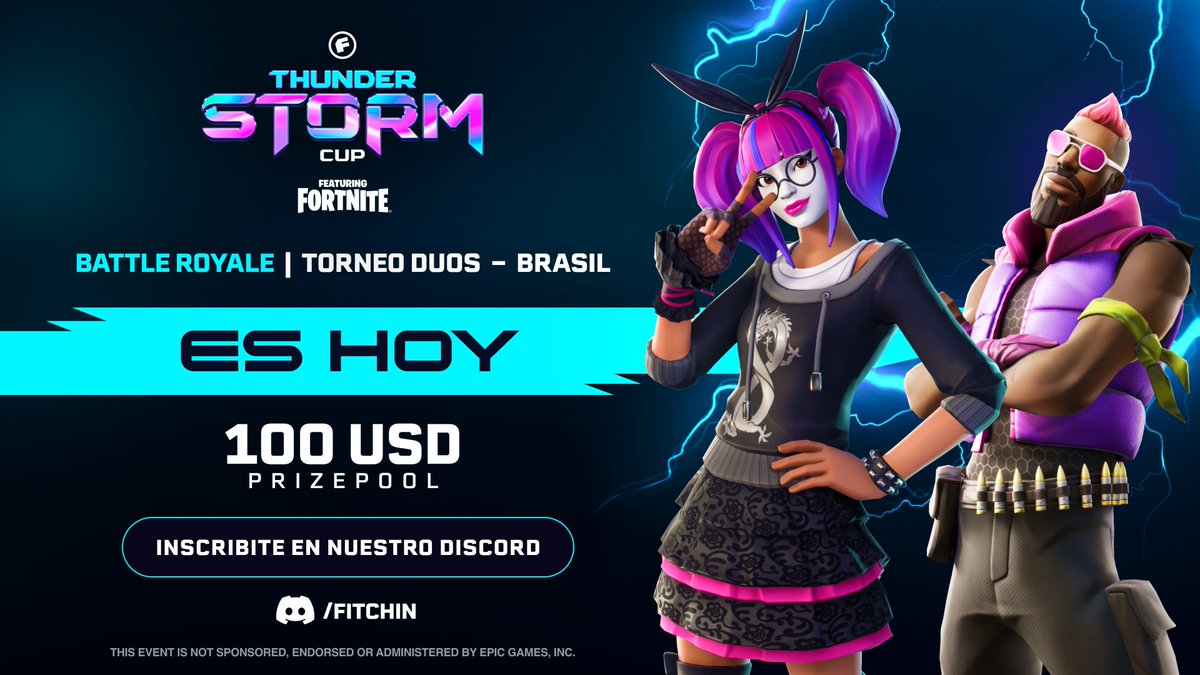 F
THUNDER
STORM
CUP
FEATURING
FORTNITE
BATTLE ROYALE | TORNEO DUOS – BRASIL
ES HOY
100 USD
PRIZEPOOL
INSCRIBITE EN NUESTRO DISCORD
/FITCHIN
THIS EVENT IS NOT SPONSORED, ENDORSED OR ADMINISTERED BY EPIC GAMES, INC.